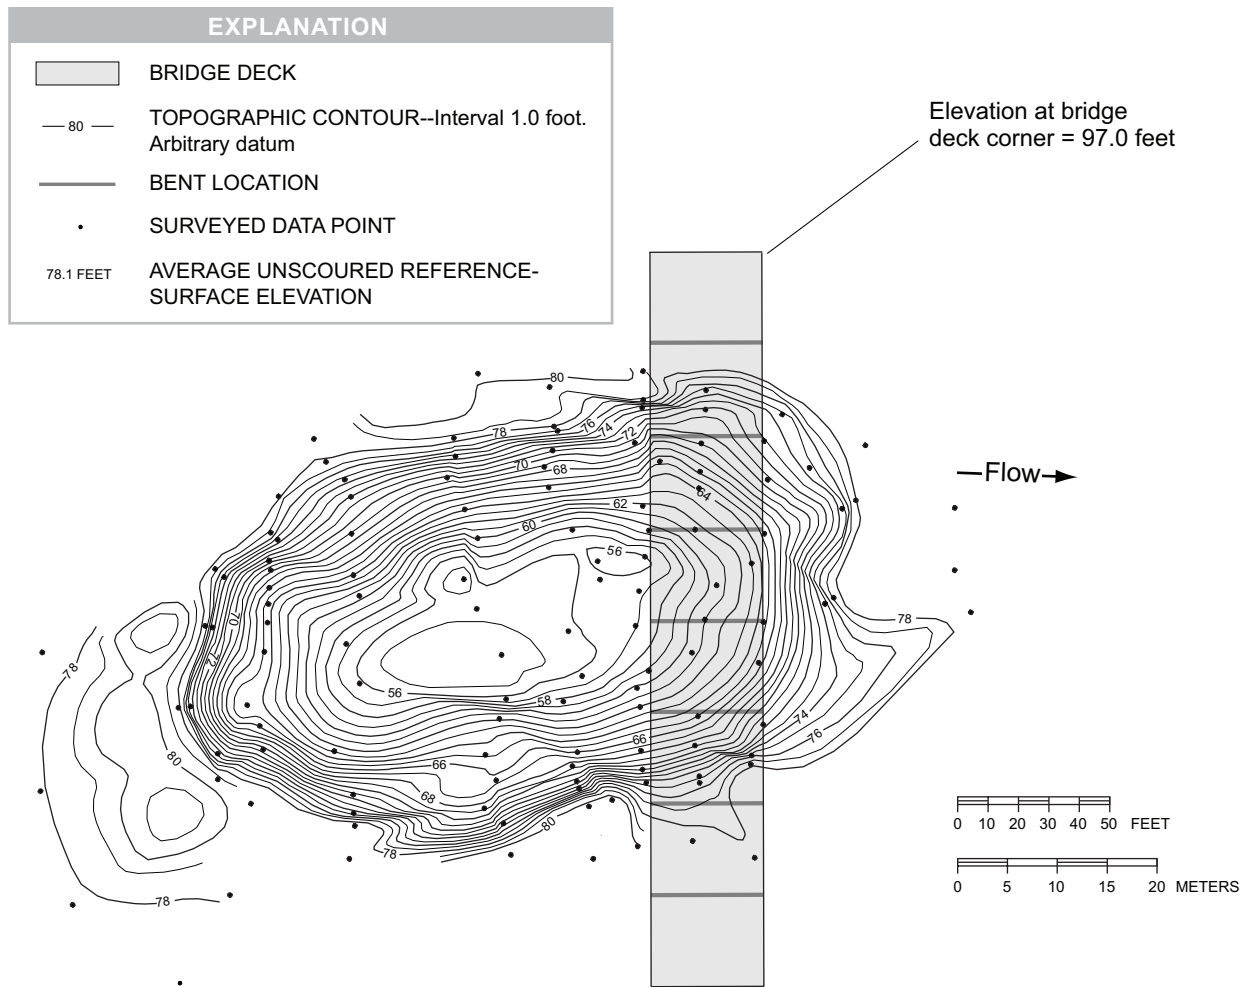 EXPLANATION
BRIDGE DECK
80
TOPOGRAPHIC CONTOUR--Interval 1.0 foot.
Arbitrary datum
BENT LOCATION
SURVEYED DATA POINT
78.1 FEET
AVERAGE UNSCOURED REFERENCE-
SURFACE ELEVATION
Elevation at bridge
deck corner = 97.0 feet
80
78
76
74
72
70
68
64
62
60
56
Flow
78
70
72
78
56
58
74
76
66
80
66
68
80
78
78
0 10 20 30 40 50 FEET
0 5 10 15 20 METERS